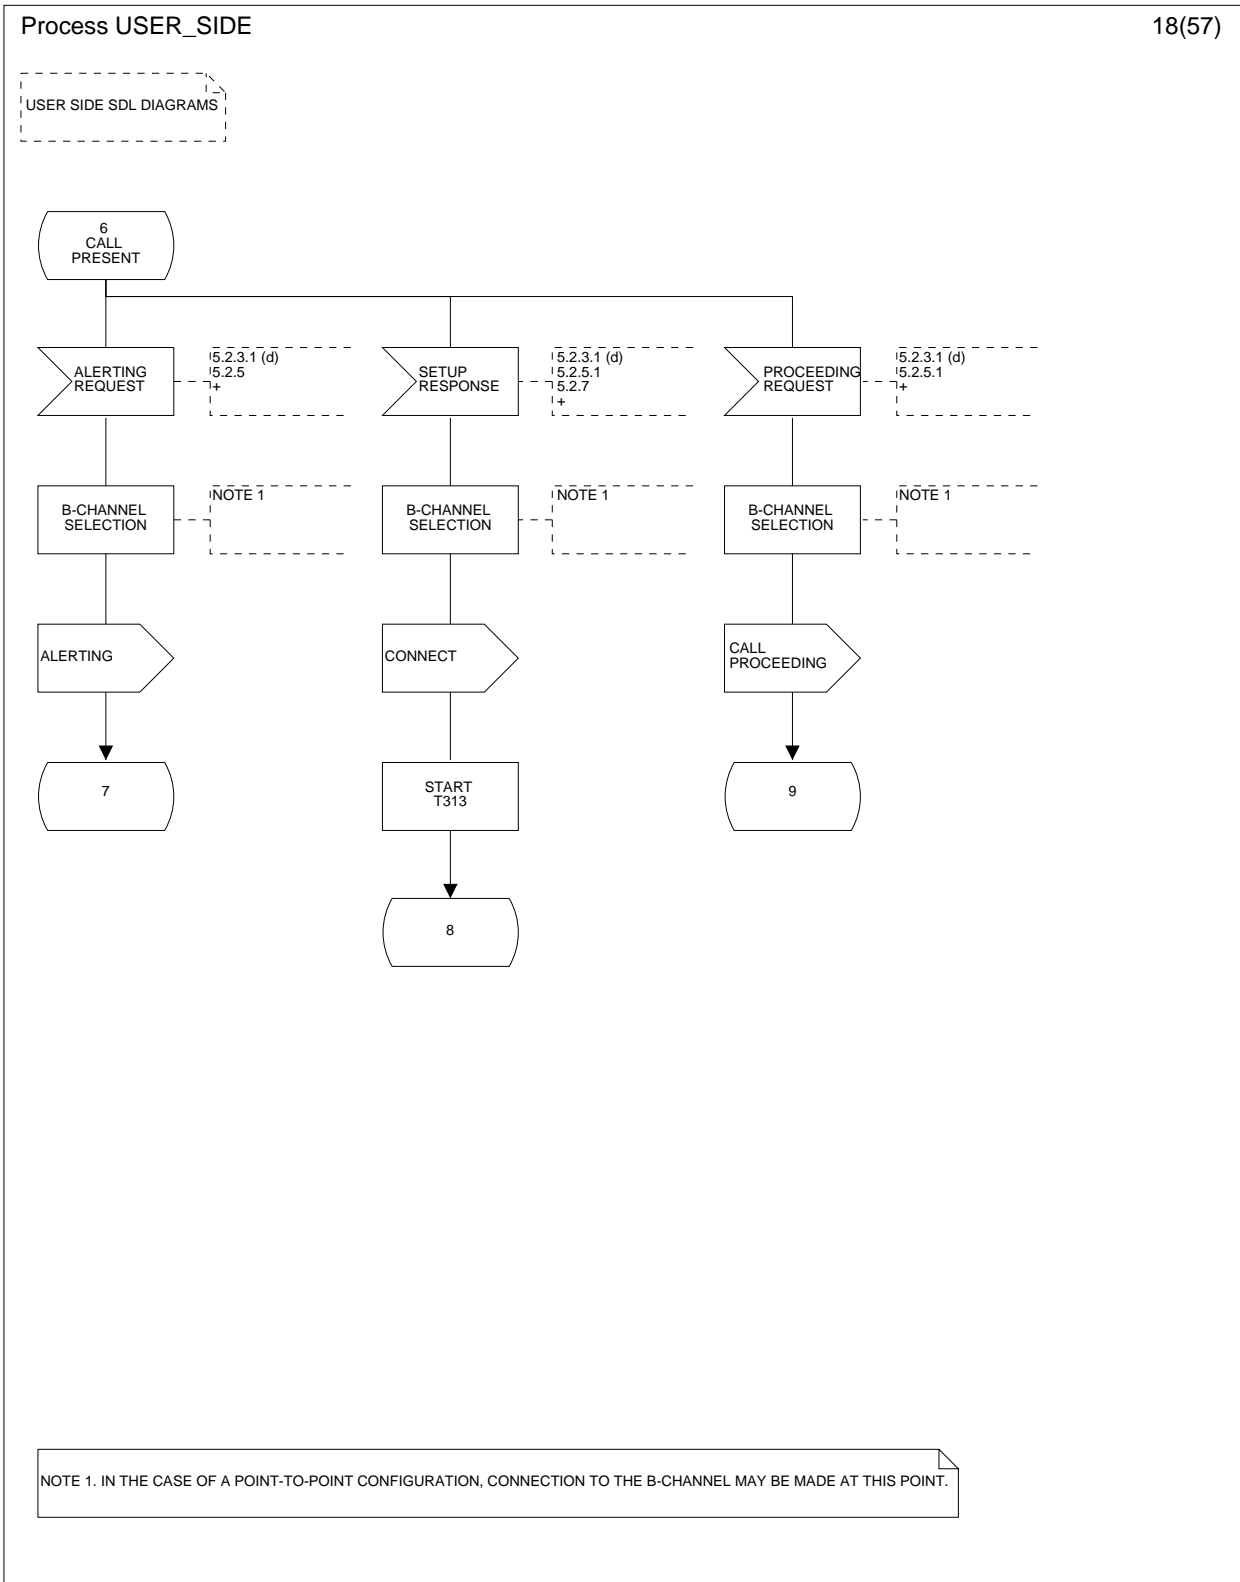 Process USER_SIDE
18(57)
USER SIDE SDL DIAGRAMS
6
CALL
PRESENT
ALERTING
REQUEST
5.2.3.1 (d)
5.2.5
+
SETUP
RESPONSE
5.2.3.1 (d)
5.2.5.1
5.2.7
+
PROCEEDING
REQUEST
5.2.3.1 (d)
5.2.5.1
+
B-CHANNEL
SELECTION
NOTE 1
B-CHANNEL
SELECTION
NOTE 1
B-CHANNEL
SELECTION
NOTE 1
ALERTING
CONNECT
CALL
PROCEEDING
7
START
T313
9
8
NOTE 1. IN THE CASE OF A POINT-TO-POINT CONFIGURATION, CONNECTION TO THE B-CHANNEL MAY BE MADE AT THIS POINT.